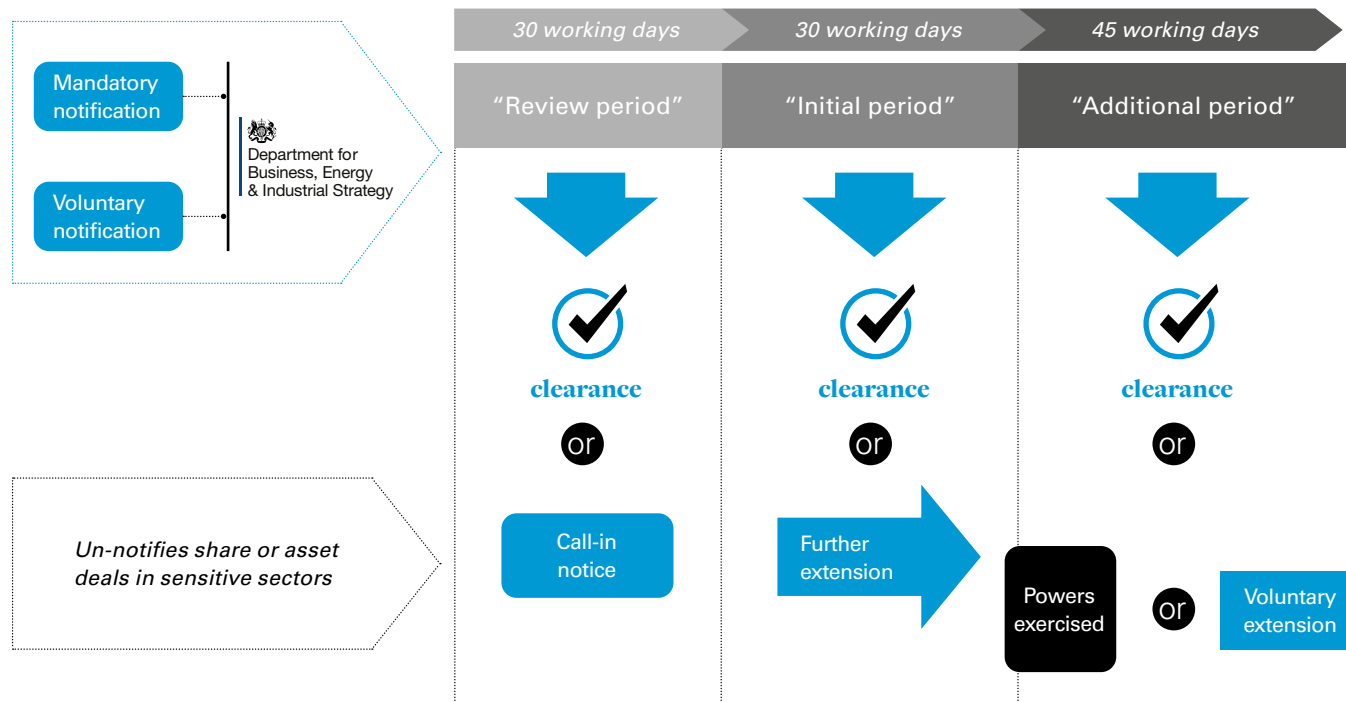 30 working days
30 working days
45 working days
Mandatory
notification
Voluntary
notification
Department for
Business, Energy
& Industrial Strategy
"Review period"
"Initial period"
"Additional period"
clearance
clearance
clearance
or
or
or
Un-notifies share or asset
deals in sensitive sectors
Call-in
notice
Further
extension
Powers
exercised
or
Voluntary
extension